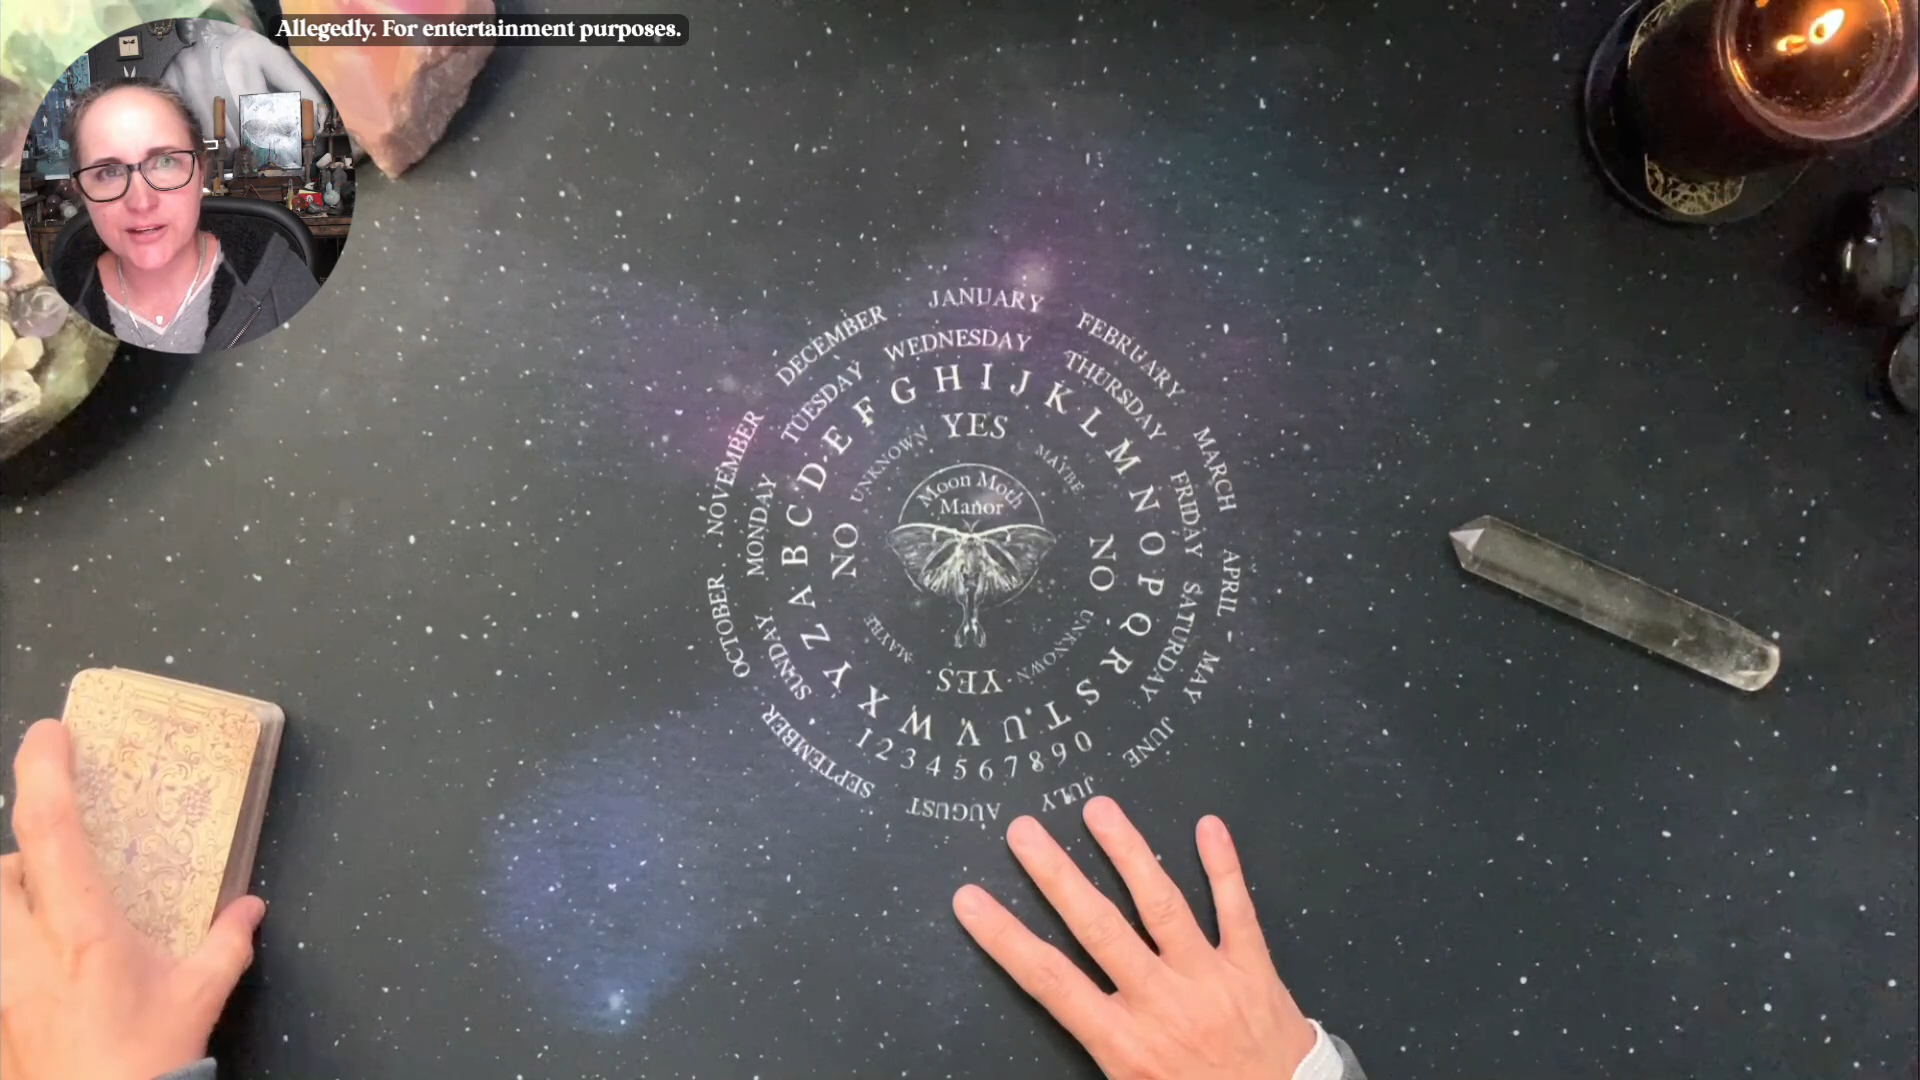 Allegedly. For entertainment purposes.
JANUARY
FEBRUARY
MARCH
APRIL
MAY
JUNE
JULY
AUGUST
SEPTEMBER
OCTOBER
NOVEMBER
DECEMBER
WEDNESDAY
THURSDAY
FRIDAY
SATURDAY
SUNDAY
MONDAY
TUESDAY
A B C D E F G H I J K L M N O P Q R S T U V W X Y Z
1 2 3 4 5 6 7 8 9 0
YES
MAYBE
NO
UNKNOWN
YES
MAYBE
NO
UNKNOWN
Moon Moth
Manor